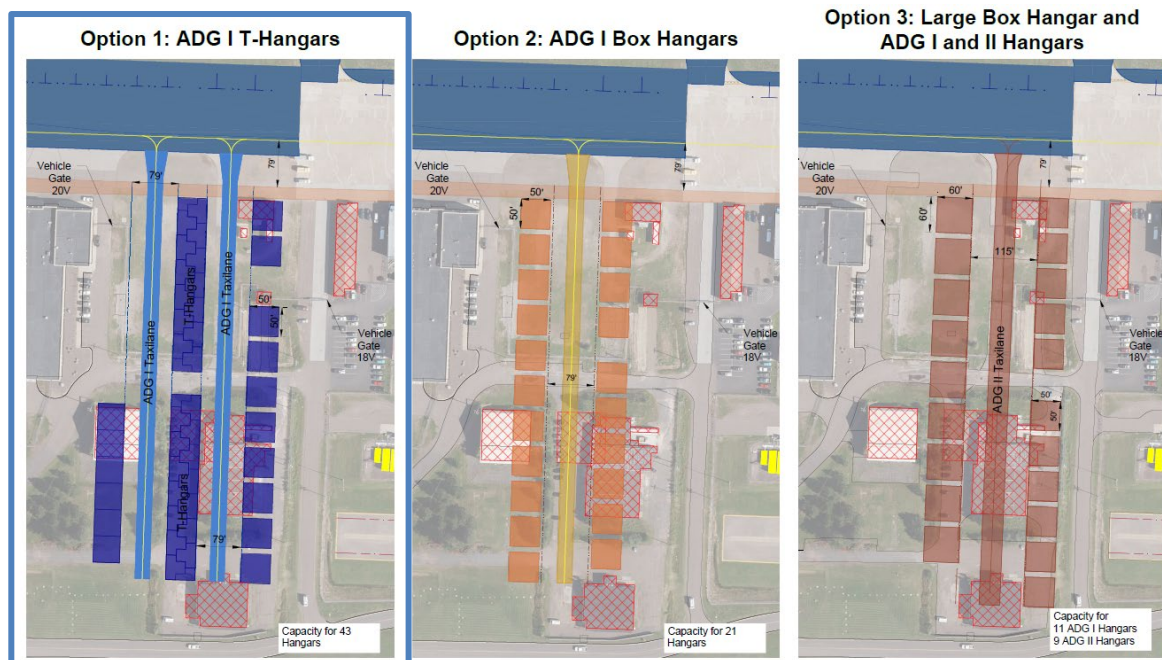 Option 1: ADG I T-Hangars
Vehicle
Gate
20V
79'
79'
T-Hangars
ADG I Taxilane
ADG I Taxilane
50'
50'
T-Hangars
79'
Vehicle
Gate
18V
Capacity for 43
Hangars
Option 2: ADG I Box Hangars
Vehicle
Gate
20V
79'
50'
50'
79'
Vehicle
Gate
18V
Capacity for 21
Hangars
Option 3: Large Box Hangar and
ADG I and II Hangars
Vehicle
Gate
20V
79'
60'
60'
115'
ADG II Taxilane
50'
50'
Vehicle
Gate
18V
Capacity for
11 ADG I Hangars
9 ADG II Hangars